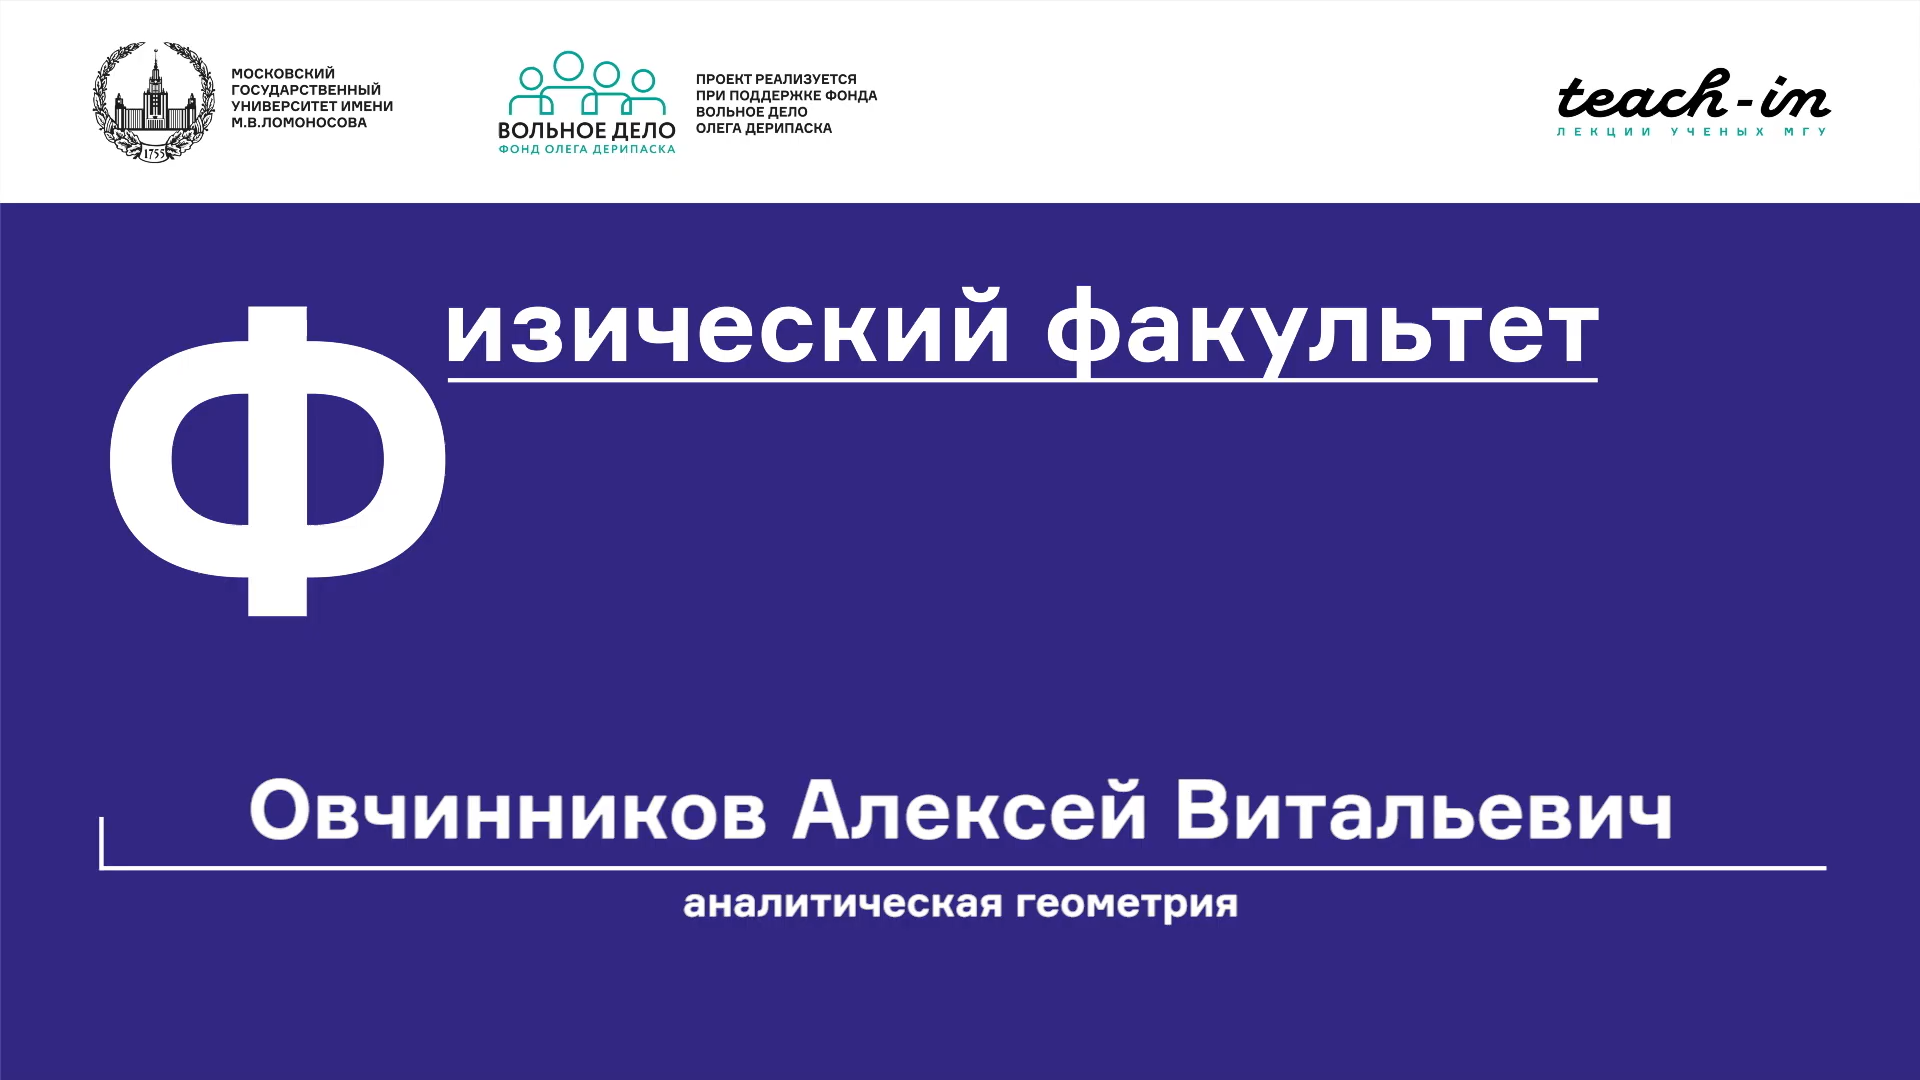 МОСКОВСКИЙ
ГОСУДАРСТВЕННЫЙ
УНИВЕРСИТЕТ ИМЕНИ
М.В.ЛОМОНОСОВА
1755
ВОЛЬНОЕ ДЕЛО
ФОНД ОЛЕГА ДЕРИПАСКА
ПРОЕКТ РЕАЛИЗУЕТСЯ
ПРИ ПОДДЕРЖКЕ ФОНДА
ВОЛЬНОЕ ДЕЛО
ОЛЕГА ДЕРИПАСКА
teach-in
ЛЕКЦИИ УЧЕНЫХ МГУ
Физический факультет
Овчинников Алексей Витальевич
аналитическая геометрия